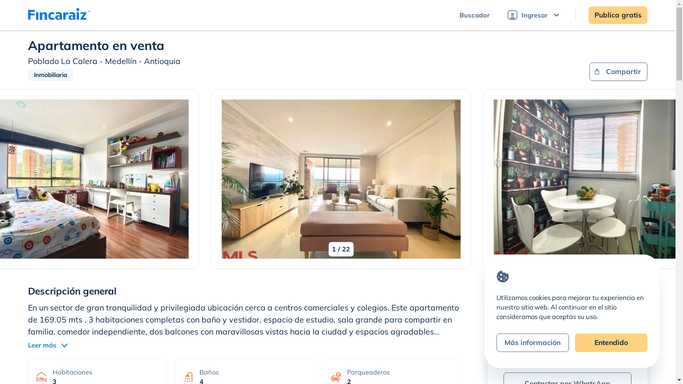 Fincaraiz
Buscador
Ingresar
Publica gratis
Apartamento en venta
Poblado La Calera - Medellín - Antioquia
Inmobiliaria
Compartir
MLS
1 / 22
Descripción general
En un sector de gran tranquilidad y privilegiada ubicación cerca a centros comerciales y colegios. Este apartamento
de 169.05 mts , 3 habitaciones completas con baño y vestidor, espacio de estudio, sala grande para compartir en
familia, comedor independiente, dos balcones con maravillosas vistas hacia la ciudad y espacios agradables...
Leer más
Habitaciones
3
Baños
4
Parqueaderos
2
Utilizamos cookies para mejorar tu experiencia en
nuestro sitio web. Al continuar en el sitio
consideramos que aceptas su uso.
Más información
Entendido
Contactar por WhatsApp